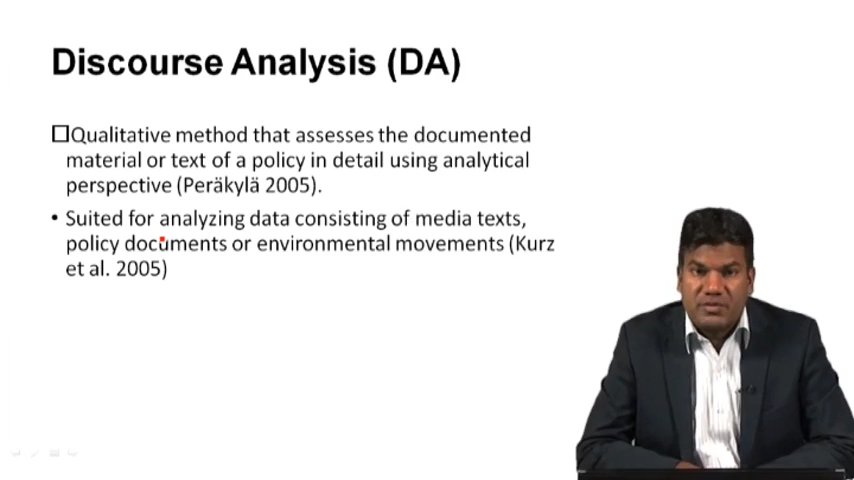 Discourse Analysis (DA)
☐Qualitative method that assesses the documented
material or text of a policy in detail using analytical
perspective (Peräkylä 2005).
• Suited for analyzing data consisting of media texts,
policy documents or environmental movements (Kurz
et al. 2005)